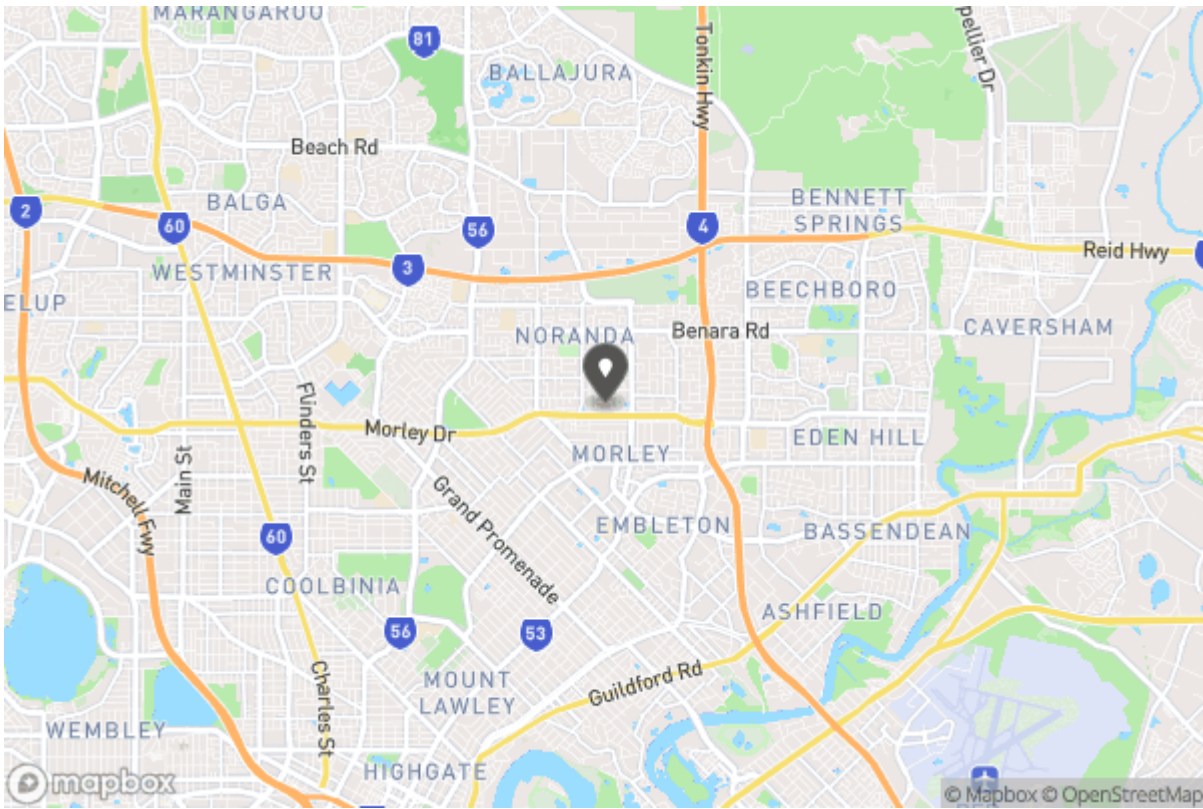 MARANGAROO
81
BALLAJURA
Tonkin Hwy
pellier Dr
Beach Rd
BALGA
2
60
56
4
BENNETT
SPRINGS
Reid Hwy
WESTMINSTER
3
BEECHBORO
ELUP
NORANDA
Benara Rd
CAVERSHAM
Flinders St
Morley Dr
MORLEY
EDEN HILL
Main St
Mitchell Fwy
Grand Promenade
EMBLETON
BASSENDEAN
60
COOLBINIA
56
53
ASHFIELD
MOUNT
LAWLEY
Guildford Rd
Charles St
WEMBLEY
HIGHGATE
mapbox
© Mapbox © OpenStreetMap